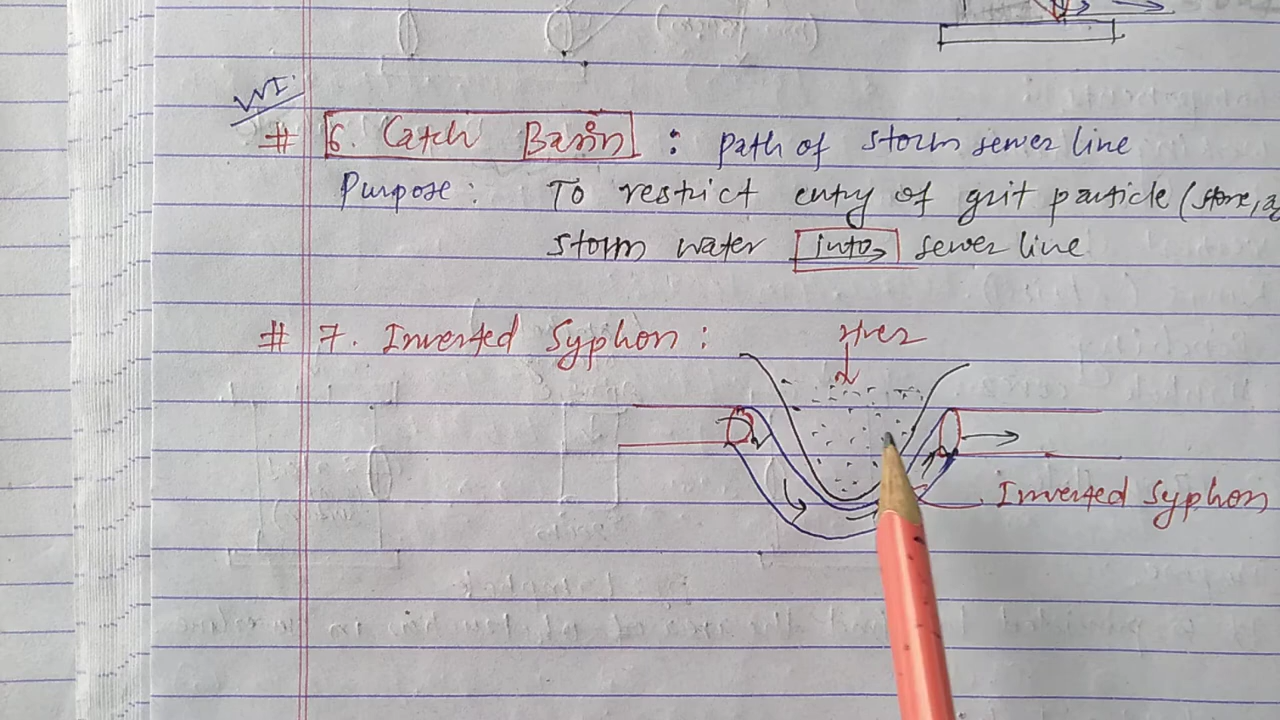 VVI.
# 6. Catch Basin : path of storm sewer line
Purpose : To restrict entry of grit particle (stone,
storm water into sewer line
# 7. Inverted Syphon :
river
Inverted Syphon